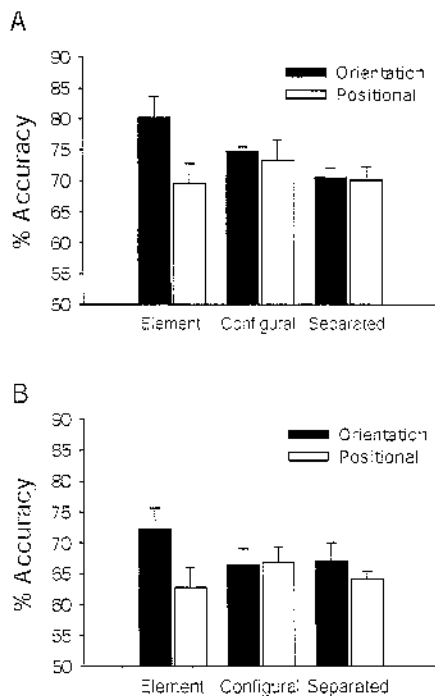 A
% Accuracy
90
85
80
75
70
65
60
55
50
Orientation
Positional
Element Configural Separated
B
% Accuracy
90
85
80
75
70
65
60
55
50
Orientation
Positional
Element Configural Separated